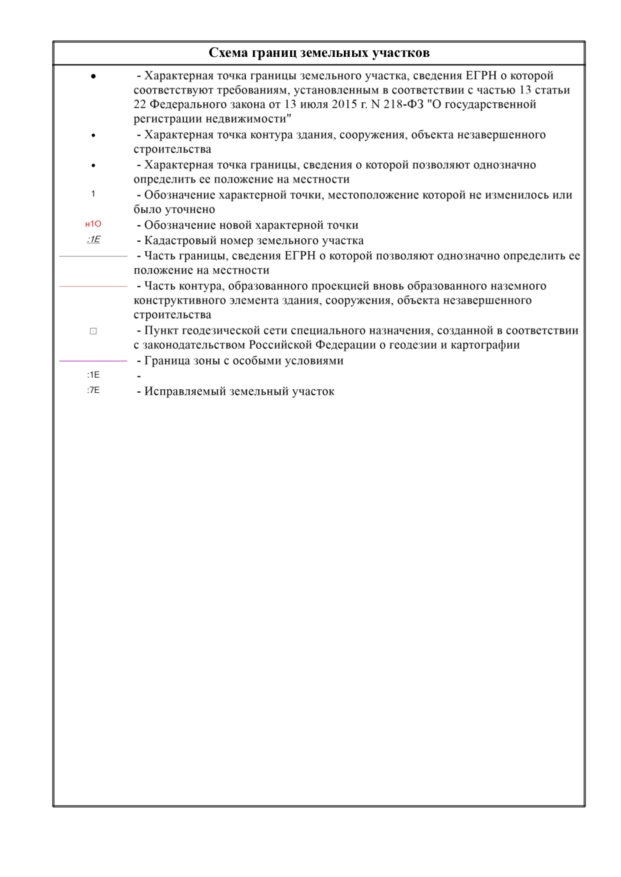 Схема границ земельных участков
- Характерная точка границы земельного участка, сведения ЕГРН о которой
соответствуют требованиям, установленным в соответствии с частью 13 статьи
22 Федерального закона от 13 июля 2015 г. N 218-ФЗ "О государственной
регистрации недвижимости"
- Характерная точка контура здания, сооружения, объекта незавершенного
строительства
- Характерная точка границы, сведения о которой позволяют однозначно
определить ее положение на местности
1 - Обозначение характерной точки, местоположение которой не изменилось или
было уточнено
н1О - Обозначение новой характерной точки
:1Е - Кадастровый номер земельного участка
- Часть границы, сведения ЕГРН о которой позволяют однозначно определить ее
положение на местности
- Часть контура, образованного проекцией вновь образованного наземного
конструктивного элемента здания, сооружения, объекта незавершенного
строительства
- Пункт геодезической сети специального назначения, созданной в соответствии
с законодательством Российской Федерации о геодезии и картографии
- Граница зоны с особыми условиями
:1Е -
:7Е - Исправляемый земельный участок